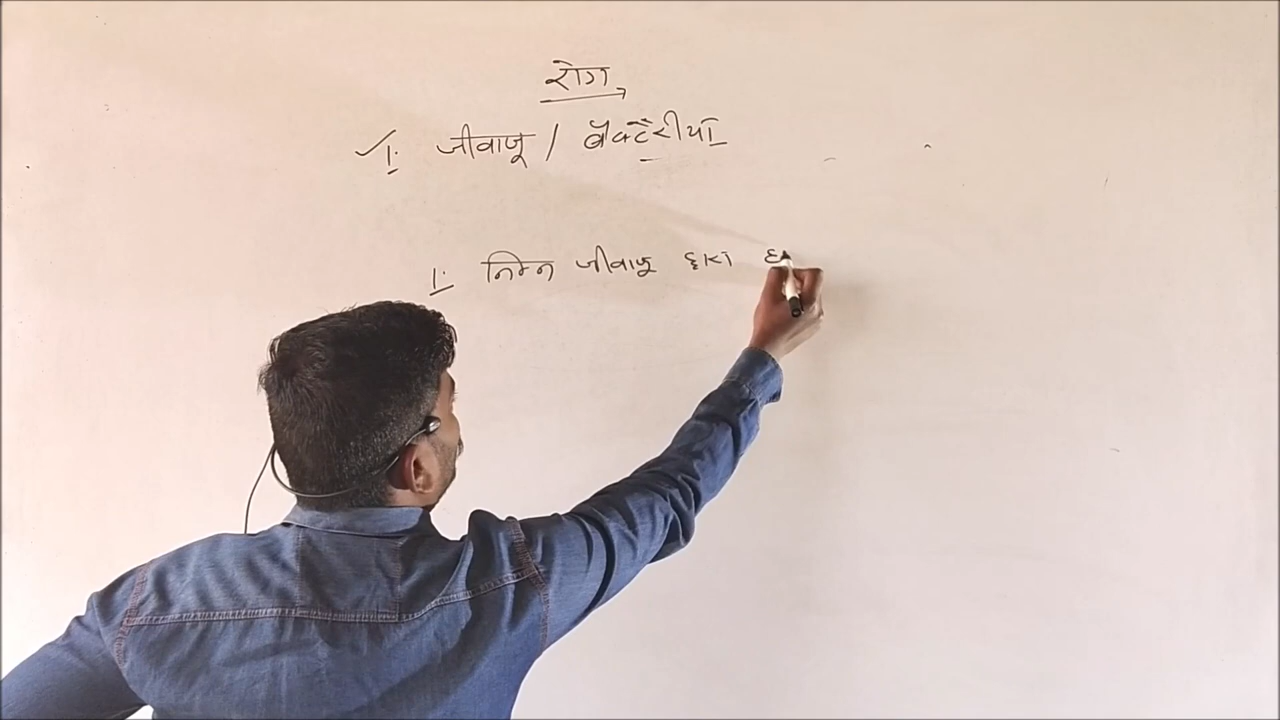 रोग
1. जीवाणू / बॅक्टेरीया
1. निम्न जीवाणू द्वारा